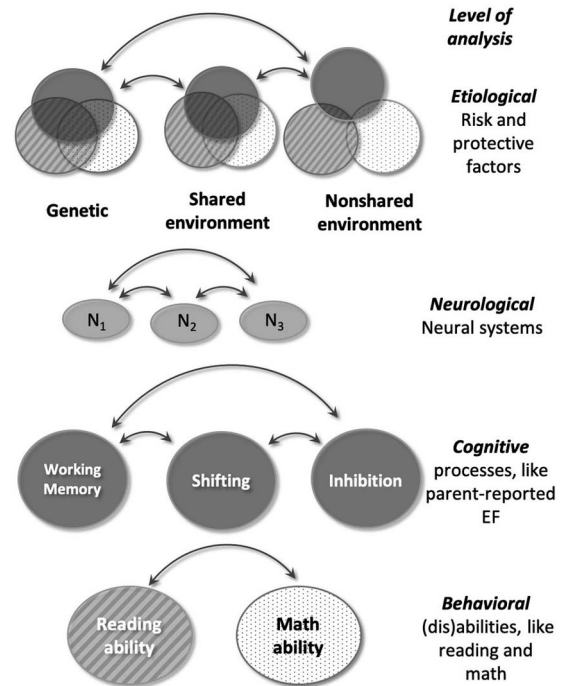 Level of
analysis
Etiological
Risk and
protective
factors
Genetic
Shared
environment
Nonshared
environment
N₁
N₂
N₃
Neurological
Neural systems
Working
Memory
Shifting
Inhibition
Cognitive
processes, like
parent-reported
EF
Reading
ability
Math
ability
Behavioral
(dis)abilities, like
reading and
math